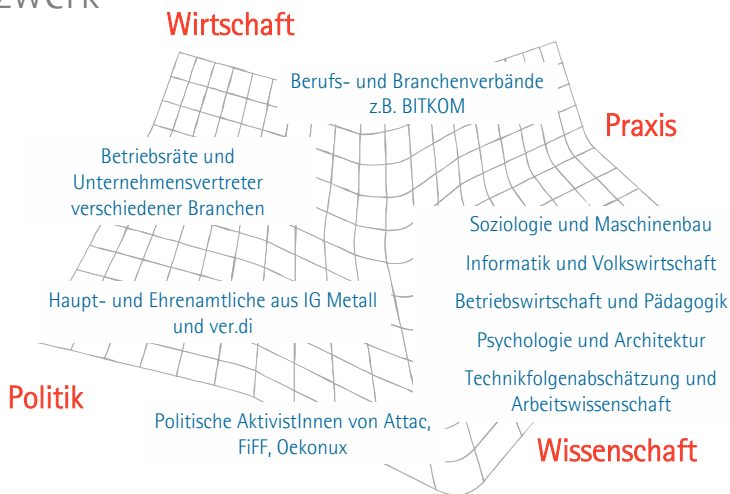 Wirtschaft
Berufs- und Branchenverbände
z.B. BITKOM
Praxis
Betriebsräte und
Unternehmensvertreter
verschiedener Branchen
Soziologie und Maschinenbau
Informatik und Volkswirtschaft
Betriebswirtschaft und Pädagogik
Psychologie und Architektur
Technikfolgenabschätzung und
Arbeitswissenschaft
Haupt- und Ehrenamtliche aus IG Metall
und ver.di
Politik
Politische AktivistInnen von Attac,
FiFF, Oekonux
Wissenschaft